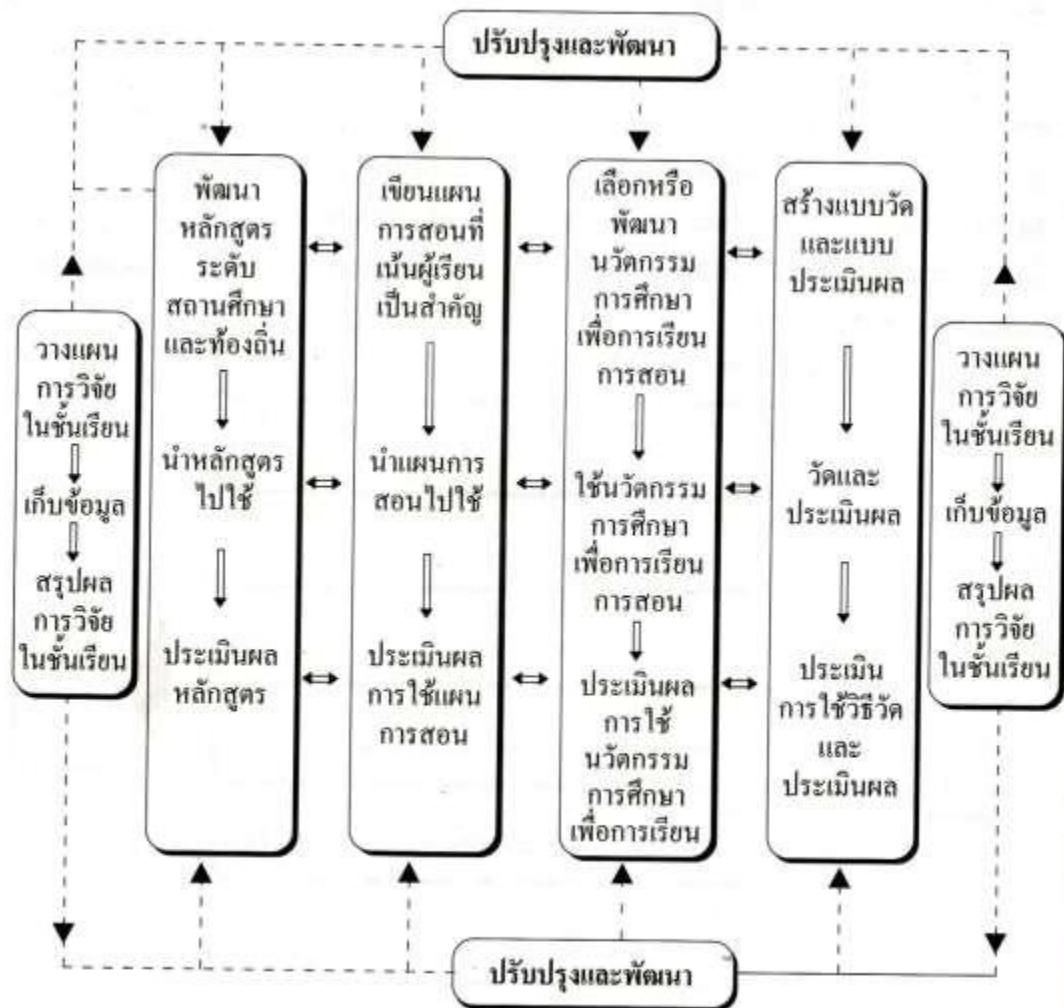 ปรับปรุงและพัฒนา
วางแผน
การวิจัย
ในชั้นเรียน
เก็บข้อมูล
สรุปผล
การวิจัย
ในชั้นเรียน
พัฒนา
หลักสูตร
ระดับ
สถานศึกษา
และท้องถิ่น
นำหลักสูตร
ไปใช้
ประเมินผล
หลักสูตร
เขียนแผน
การสอนที่
เน้นผู้เรียน
เป็นสำคัญ
นำแผนการ
สอนไปใช้
ประเมินผล
การใช้แผน
การสอน
เลือกหรือ
พัฒนา
นวัตกรรม
การศึกษา
เพื่อการเรียน
การสอน
ใช้นวัตกรรม
การศึกษา
เพื่อการเรียน
การสอน
ประเมินผล
การใช้
นวัตกรรม
การศึกษา
เพื่อการเรียน
สร้างแบบวัด
และแบบ
ประเมินผล
วัดและ
ประเมินผล
ประเมิน
การใช้วิธีวัด
และ
ประเมินผล
วางแผน
การวิจัย
ในชั้นเรียน
เก็บข้อมูล
สรุปผล
การวิจัย
ในชั้นเรียน
ปรับปรุงและพัฒนา